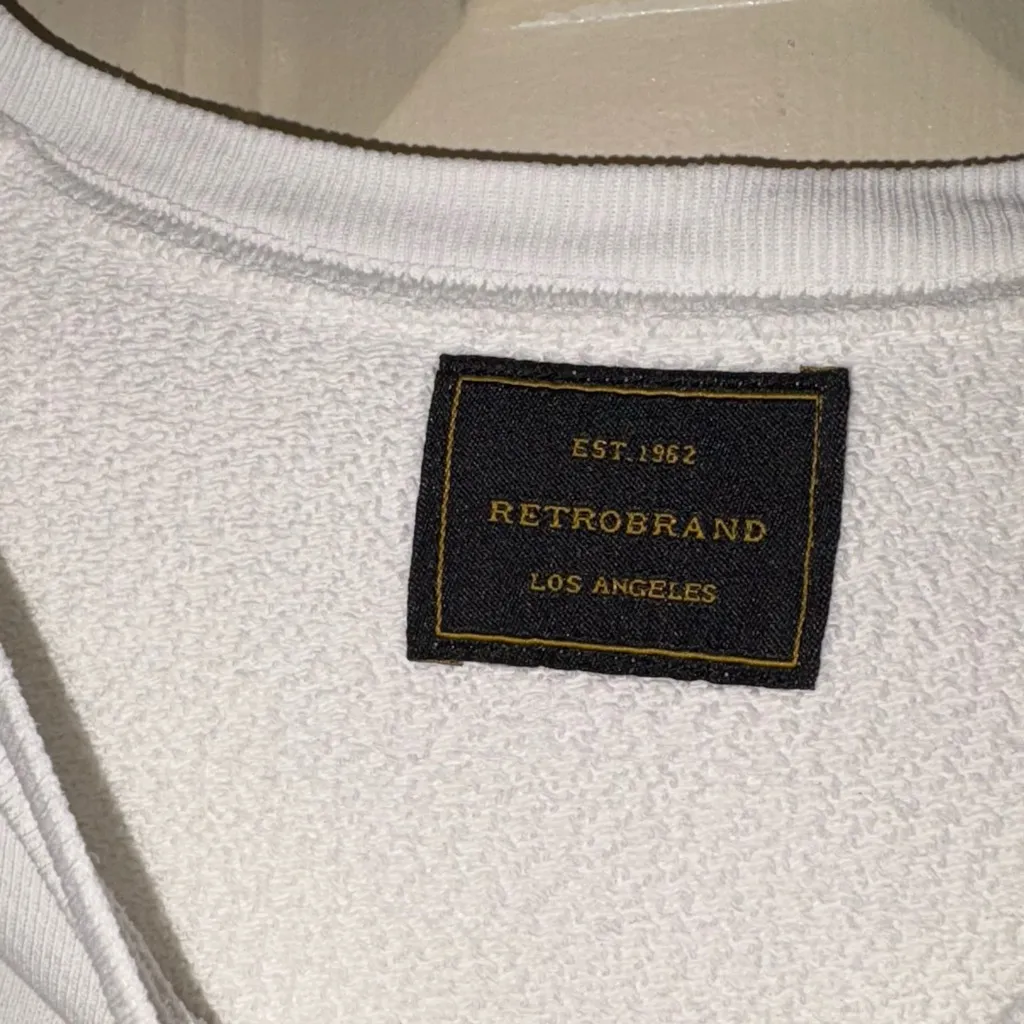 EST. 1962
RETROBRAND
LOS ANGELES